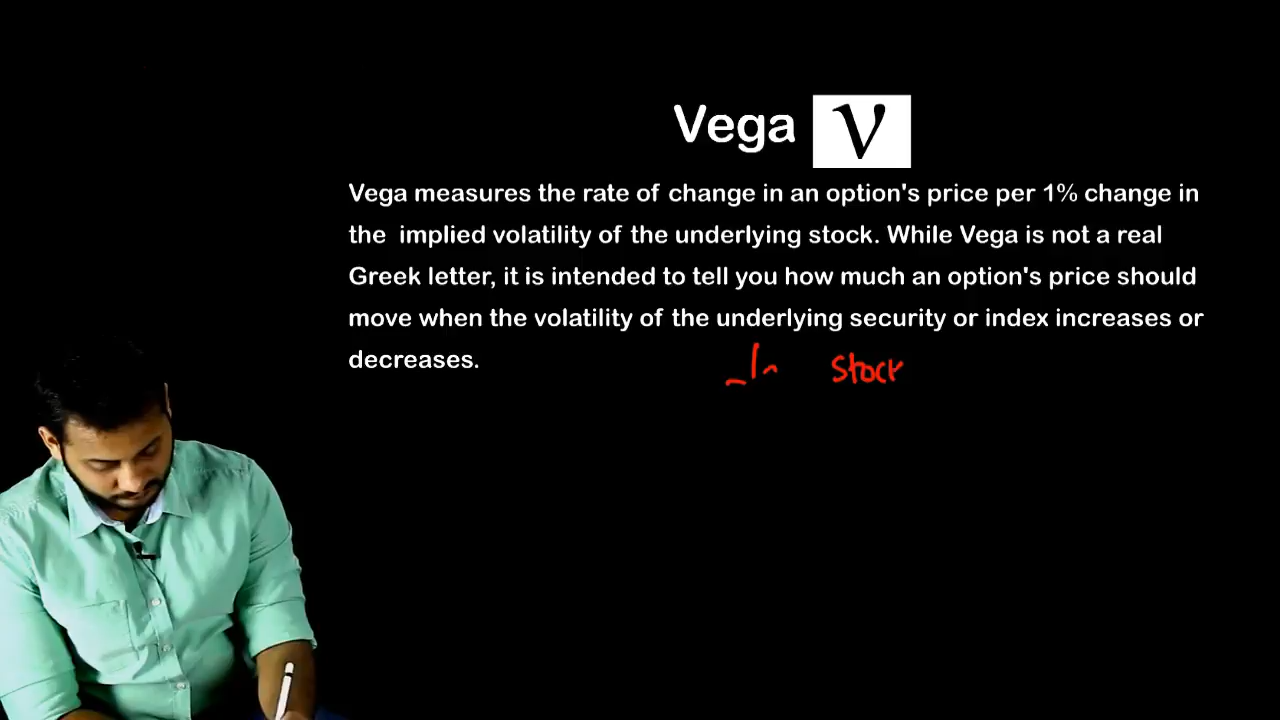 Vega ν
Vega measures the rate of change in an option's price per 1% change in
the implied volatility of the underlying stock. While Vega is not a real
Greek letter, it is intended to tell you how much an option's price should
move when the volatility of the underlying security or index increases or
decreases.
Stock